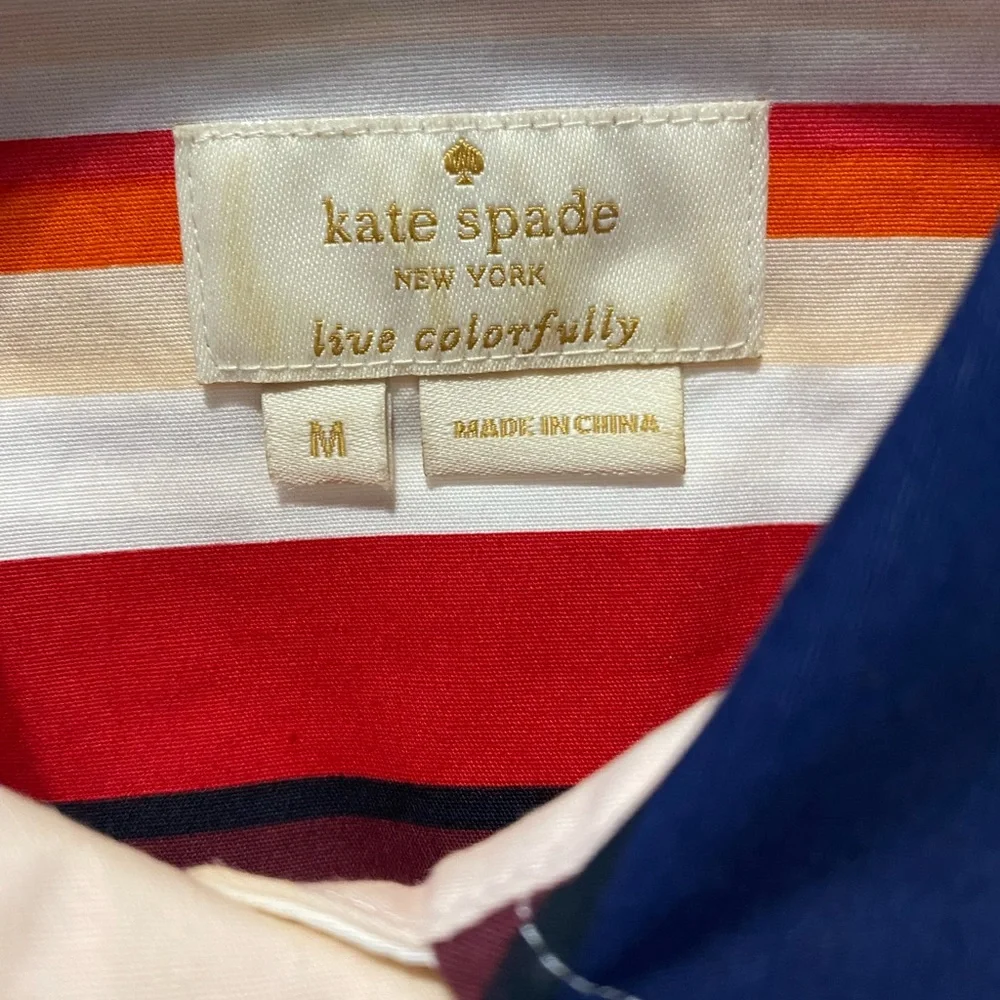 kate spade
NEW YORK
live colorfully
M
MADE IN CHINA